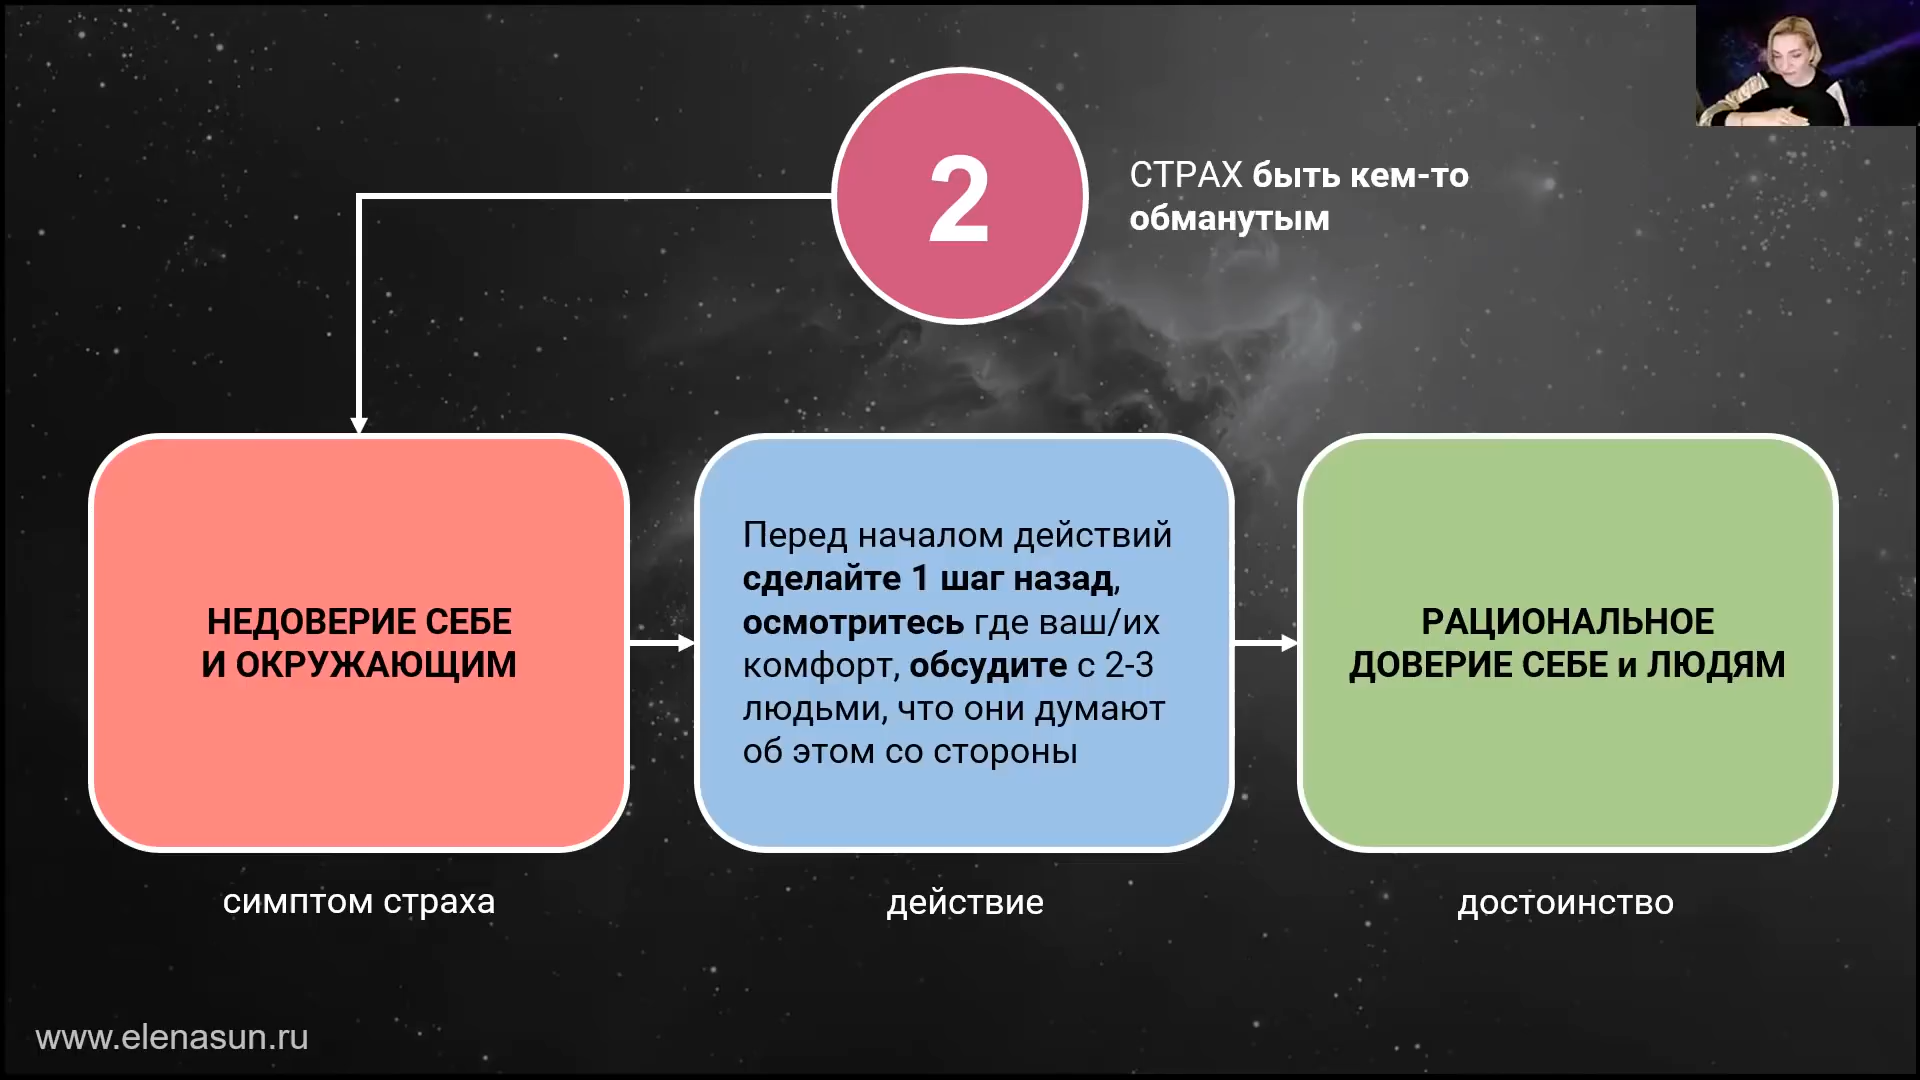 2
СТРАХ быть кем-то
обманутым
НЕДОВЕРИЕ СЕБЕ
И ОКРУЖАЮЩИМ
Перед началом действий
сделайте 1 шаг назад,
осмотритесь где ваш/их
комфорт, обсудите с 2-3
людьми, что они думают
об этом со стороны
РАЦИОНАЛЬНОЕ
ДОВЕРИЕ СЕБЕ и ЛЮДЯМ
симптом страха
действие
достоинство
www.elenasun.ru